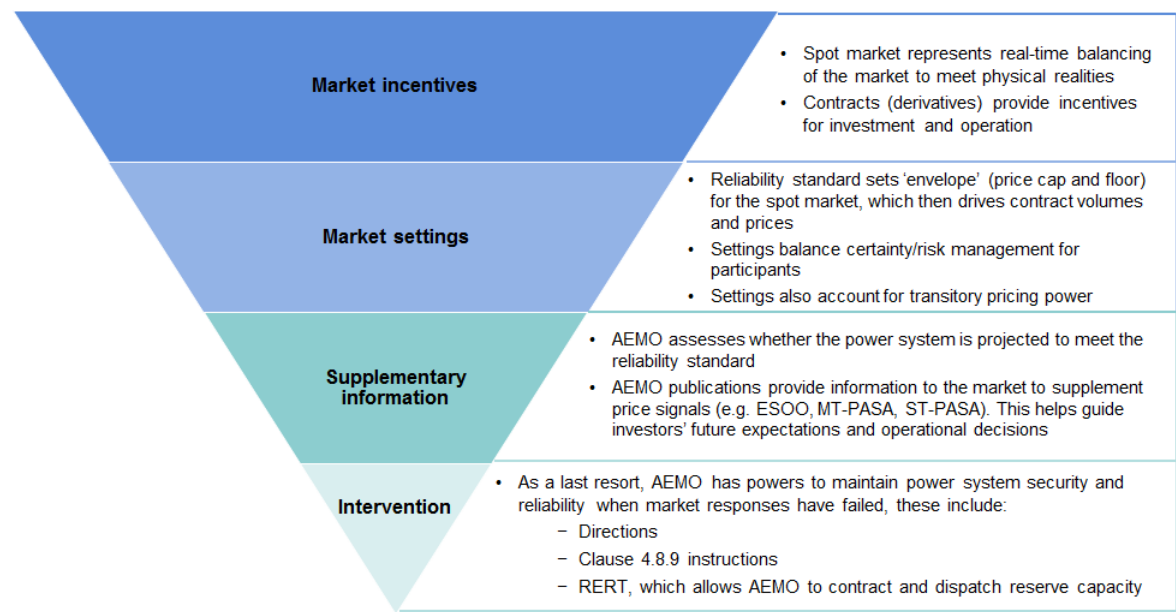 Market incentives
• Spot market represents real-time balancing
of the market to meet physical realities
• Contracts (derivatives) provide incentives
for investment and operation
Market settings
• Reliability standard sets ‘envelope’ (price cap and floor)
for the spot market, which then drives contract volumes
and prices
• Settings balance certainty/risk management for
participants
• Settings also account for transitory pricing power
Supplementary
information
• AEMO assesses whether the power system is projected to meet the
reliability standard
• AEMO publications provide information to the market to supplement
price signals (e.g. ESOO, MT-PASA, ST-PASA). This helps guide
investors’ future expectations and operational decisions
Intervention
• As a last resort, AEMO has powers to maintain power system security and
reliability when market responses have failed, these include:
− Directions
− Clause 4.8.9 instructions
− RERT, which allows AEMO to contract and dispatch reserve capacity